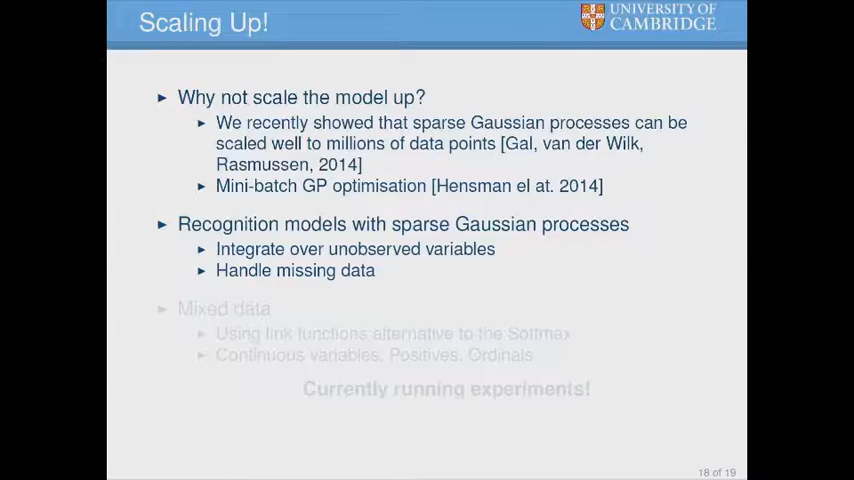 Scaling Up!
UNIVERSITY OF
CAMBRIDGE
Why not scale the model up?
We recently showed that sparse Gaussian processes can be
scaled well to millions of data points [Gal, van der Wilk,
Rasmussen, 2014]
Mini-batch GP optimisation [Hensman el at. 2014]
Recognition models with sparse Gaussian processes
Integrate over unobserved variables
Handle missing data
Mixed data
Using link functions alternative to the Softmax
Continuous variables, Positives, Ordinals
Currently running experiments!
18 of 19